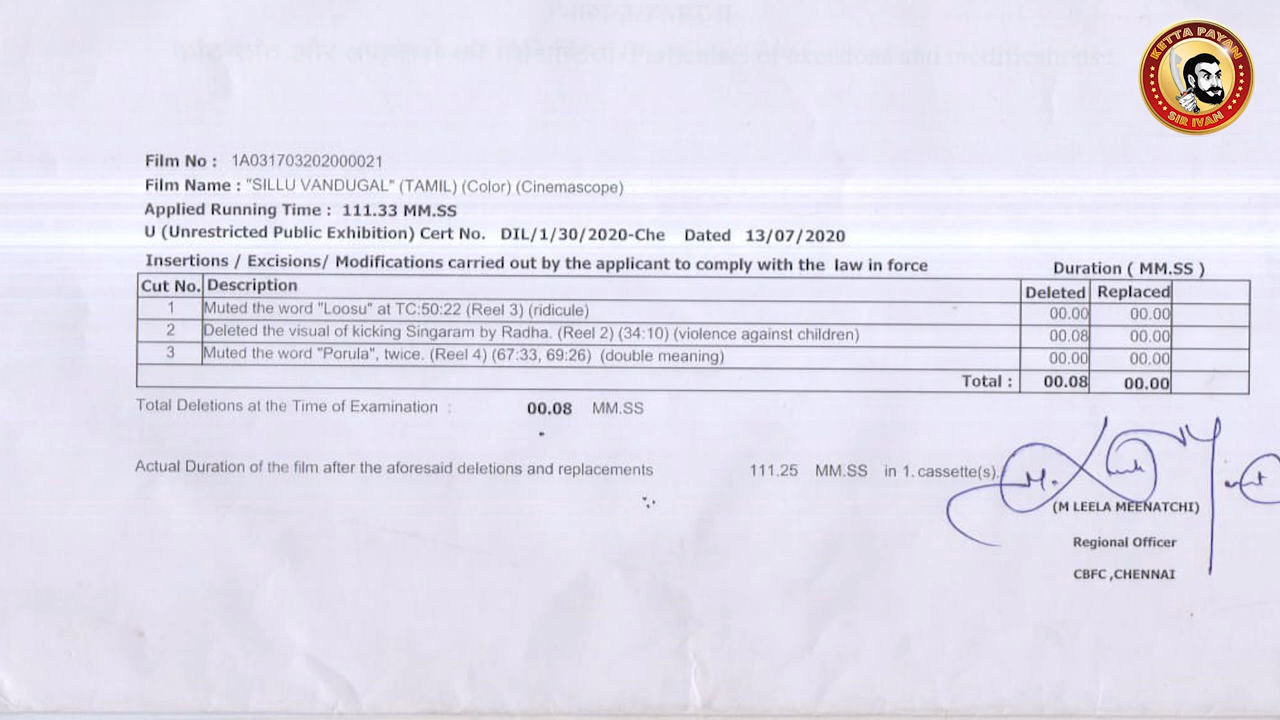 KETTA PAYAN
SIR IVAN
Film No : 1A031703202000021
Film Name : "SILLU VANDUGAL" (TAMIL) (Color) (Cinemascope)
Applied Running Time : 111.33 MM.SS
U (Unrestricted Public Exhibition) Cert No. DIL/1/30/2020-Che Dated 13/07/2020
Insertions / Excisions/ Modifications carried out by the applicant to comply with the law in force Duration ( MM.SS )
Cut No. Description Deleted Replaced
1 Muted the word "Loosu" at TC:50:22 (Reel 3) (ridicule) 00.00 00.00
2 Deleted the visual of kicking Singaram by Radha. (Reel 2) (34:10) (violence against children) 00.08 00.00
3 Muted the word "Porula", twice. (Reel 4) (67:33, 69:26) (double meaning) 00.00 00.00
Total : 00.08 00.00
Total Deletions at the Time of Examination : 00.08 MM.SS
Actual Duration of the film after the aforesaid deletions and replacements 111.25 MM.SS in 1. cassette(s).
(M LEELA MEENATCHI)
Regional Officer
CBFC ,CHENNAI